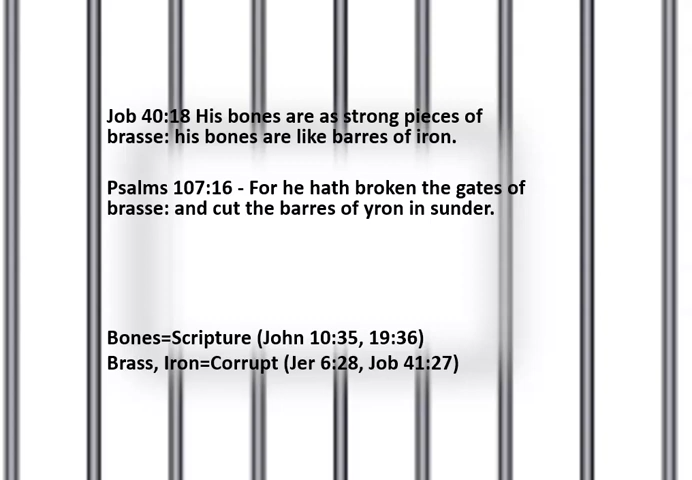 Job 40:18 His bones are as strong pieces of
brasse: his bones are like barres of iron.
Psalms 107:16 - For he hath broken the gates of
brasse: and cut the barres of yron in sunder.
Bones=Scripture (John 10:35, 19:36)
Brass, Iron=Corrupt (Jer 6:28, Job 41:27)